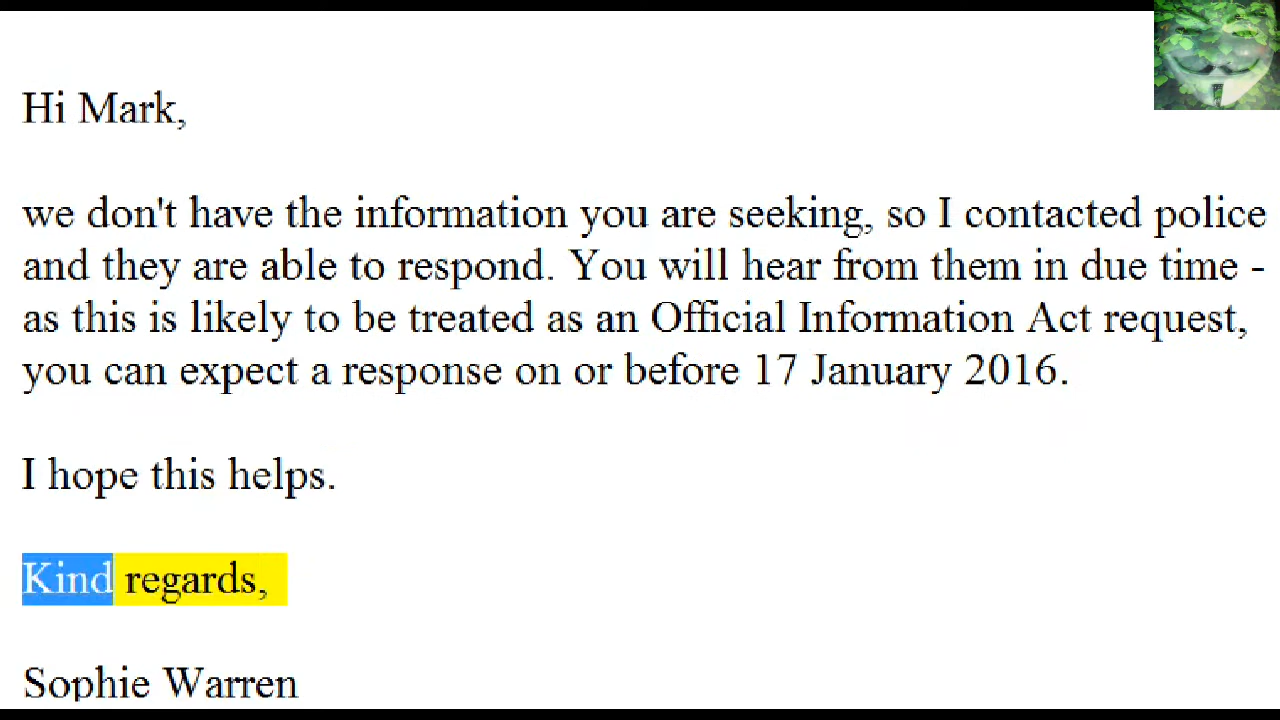 Hi Mark,
we don't have the information you are seeking, so I contacted police
and they are able to respond. You will hear from them in due time -
as this is likely to be treated as an Official Information Act request,
you can expect a response on or before 17 January 2016.
I hope this helps.
Kind regards,
Sophie Warren